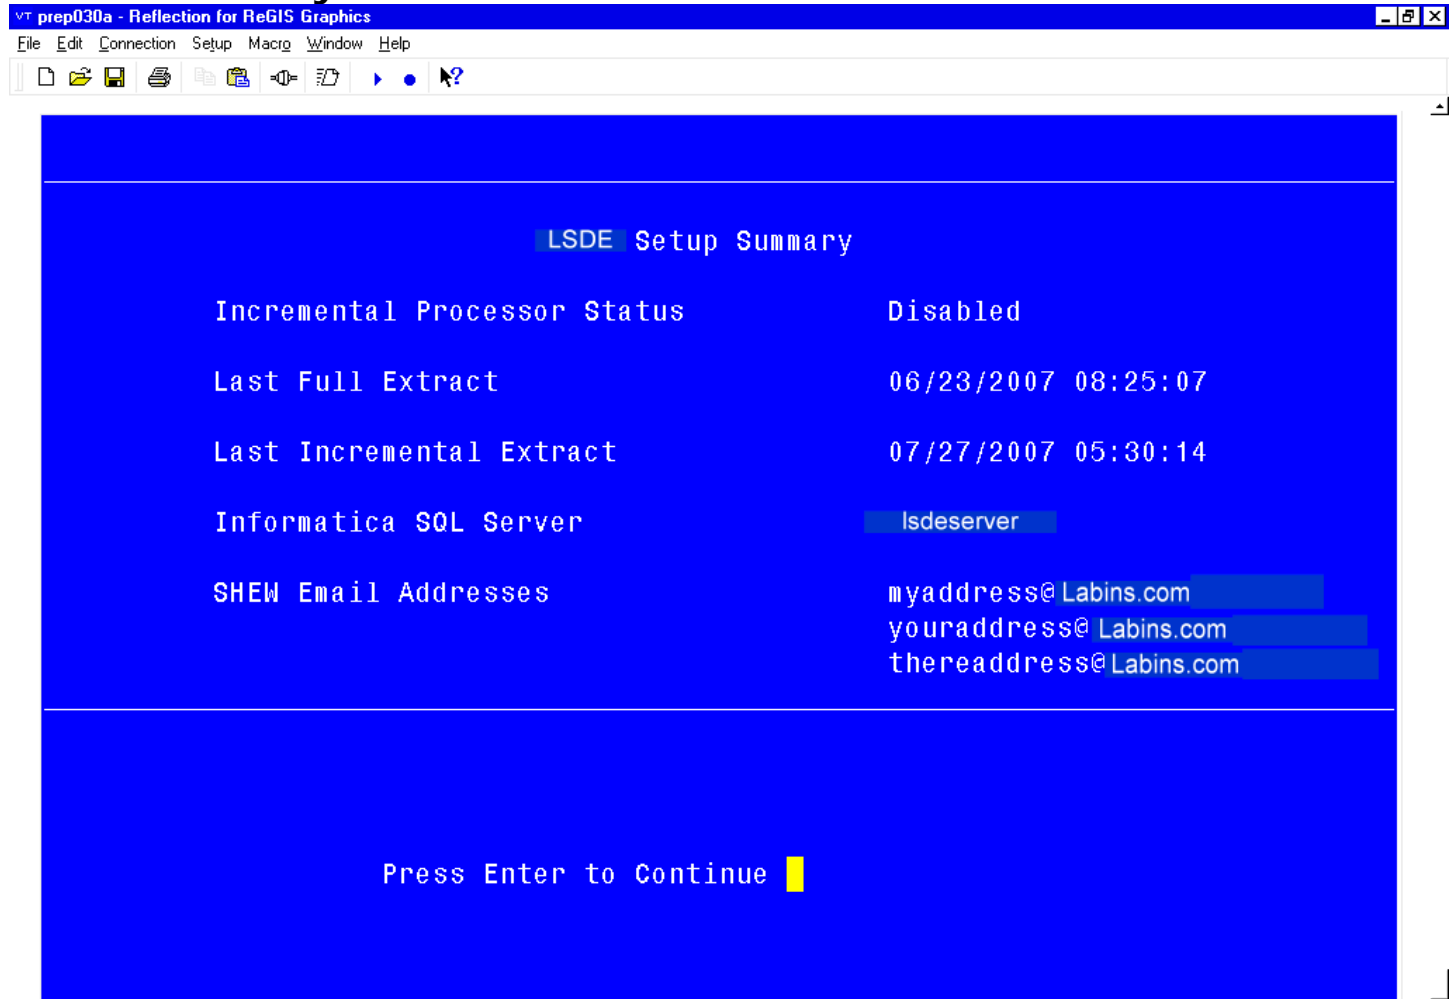 prep030a - Reflection for ReGIS Graphics
File Edit Connection Setup Macro Window Help
LSDE Setup Summary
Incremental Processor Status Disabled
Last Full Extract 06/23/2007 08:25:07
Last Incremental Extract 07/27/2007 05:30:14
Informatica SQL Server lsdeserver
SHEW Email Addresses myaddress@Labins.com
youraddress@Labins.com
thereaddress@Labins.com
Press Enter to Continue